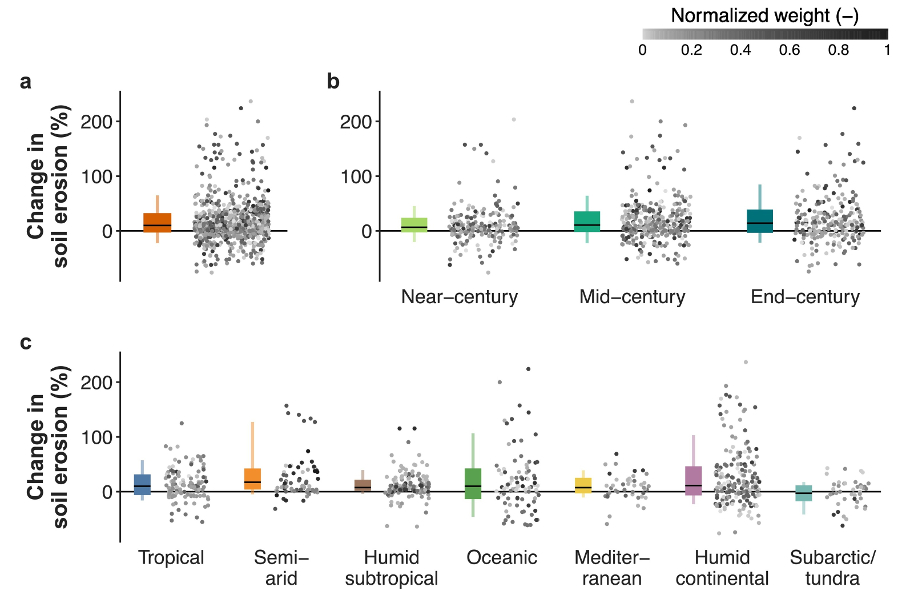 Normalized weight (−)
0 0.2 0.4 0.6 0.8 1
a
b
Change in
soil erosion (%)
200
100
0
200
100
0
Near−century Mid−century End−century
c
Change in
soil erosion (%)
200
100
0
Tropical Semi− Humid Oceanic Mediter− Humid Subarctic/
arid subtropical ranean continental tundra